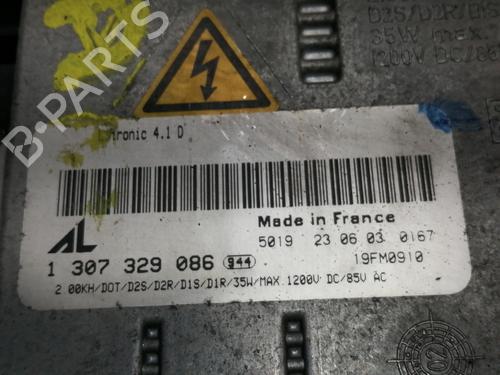 D2S/D2R/D1S
35W max.
1200V DC/85
tronic 4.1 D
Made in France
5019 23 06 03 0167
AL
1 307 329 086 944
19FM0910
2.00KH/DOT/D2S/D2R/D1S/D1R/35W/MAX.1200V DC/85V AC
B-PARTS